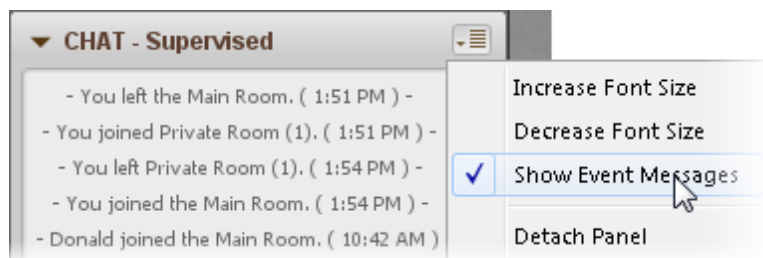 CHAT - Supervised
- You left the Main Room. ( 1:51 PM ) -
- You joined Private Room (1). ( 1:51 PM ) -
- You left Private Room (1). ( 1:54 PM ) -
- You joined the Main Room. ( 1:54 PM ) -
- Donald joined the Main Room. ( 10:42 AM )
Increase Font Size
Decrease Font Size
Show Event Messages
Detach Panel